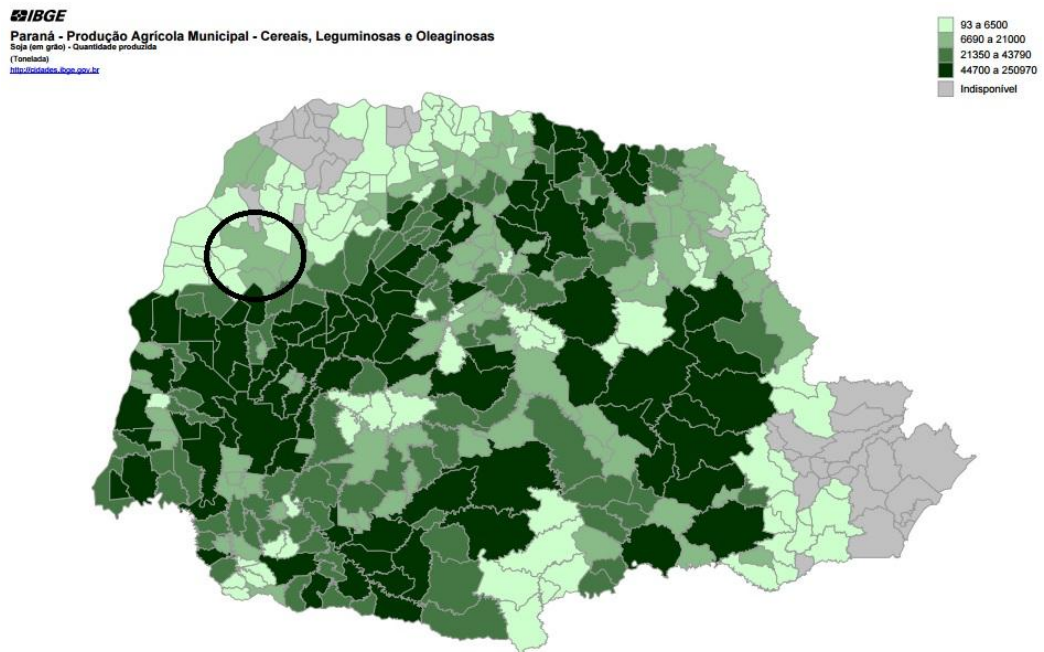 IBGE
Paraná - Produção Agrícola Municipal - Cereais, Leguminosas e Oleaginosas
Soja (em grão) - Quantidade produzida
(Tonelada)
http://cidades.ibge.gov.br
93 a 6500
6690 a 21000
21350 a 43790
44700 a 250970
Indisponível